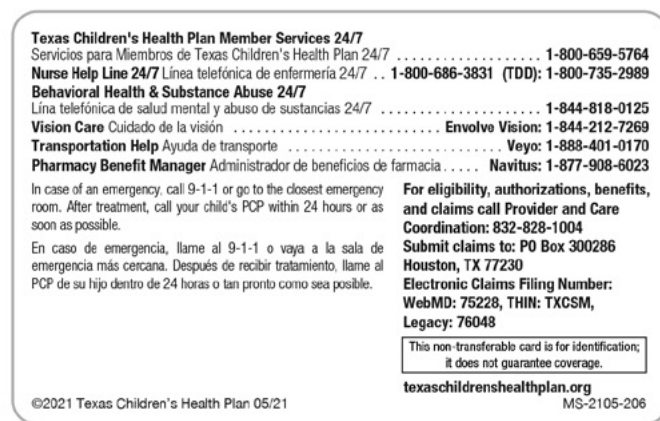 Texas Children's Health Plan Member Services 24/7
Servicios para Miembros de Texas Children's Health Plan 24/7 . . . . . . . . . . . . . . . . . . . 1-800-659-5764
Nurse Help Line 24/7 Línea telefónica de enfermería 24/7 . . 1-800-686-3831 (TDD): 1-800-735-2989
Behavioral Health & Substance Abuse 24/7
Lína telefónica de salud mental y abuso de sustancias 24/7 . . . . . . . . . . . . . . . . . . . . . 1-844-818-0125
Vision Care Cuidado de la visión . . . . . . . . . . . . . . . . . . . . . . . . . . . Envolve Vision: 1-844-212-7269
Transportation Help Ayuda de transporte . . . . . . . . . . . . . . . . . . . . . . . . . . . . Veyo: 1-888-401-0170
Pharmacy Benefit Manager Administrador de beneficios de farmacia . . . . . Navitus: 1-877-908-6023
In case of an emergency. call 9-1-1 or go to the closest emergency
room. After treatment, call your child's PCP within 24 hours or as
soon as possible.
En caso de emergencia, llame al 9-1-1 o vaya a la sala de
emergencia más cercana. Después de recibir tratamiento, llame al
PCP de su hijo dentro de 24 horas o tan pronto como sea posible.
For eligibility, authorizations, benefits,
and claims call Provider and Care
Coordination: 832-828-1004
Submit claims to: PO Box 300286
Houston, TX 77230
Electronic Claims Filing Number:
WebMD: 75228, THIN: TXCSM,
Legacy: 76048
This non-transferable card is for identification;
it does not guarantee coverage.
texaschildrenshealthplan.org
©2021 Texas Children's Health Plan 05/21
MS-2105-206